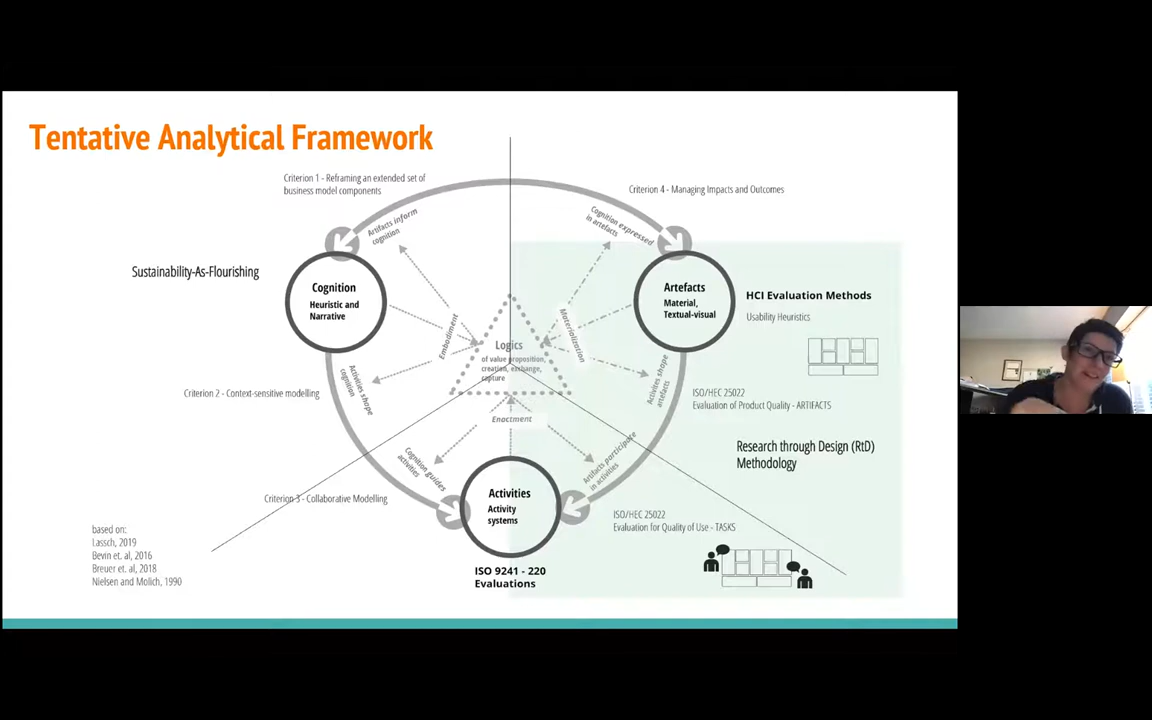 Tentative Analytical Framework
Criterion 1 - Reframing an extended set of
business model components
Criterion 4 - Managing Impacts and Outcomes
Artifacts inform
cognition
Cognition expressed
in artefacts
Sustainability-As-Flourishing
Cognition
Heuristic and
Narrative
Artefacts
Material,
Textual-visual
HCI Evaluation Methods
Usability Heuristics
Embodiment
Materialization
Logics
of value proposition,
creation, exchange,
capture
Activities shape
cognition
Activites shape
artefacts
Criterion 2 - Context-sensitive modelling
ISO/HEC 25022
Evaluation of Product Quality - ARTIFACTS
Enactment
Cognition guides
activities
Artifacts participate
in activities
Research through Design (RtD)
Methodology
Criterion 3 - Collaborative Modelling
Activities
Activity
systems
ISO/HEC 25022
Evaluation for Quality of Use - TASKS
based on:
Lassch, 2019
Bevin et. al, 2016
Breuer et. al, 2018
Nielsen and Molich, 1990
ISO 9241 - 220
Evaluations